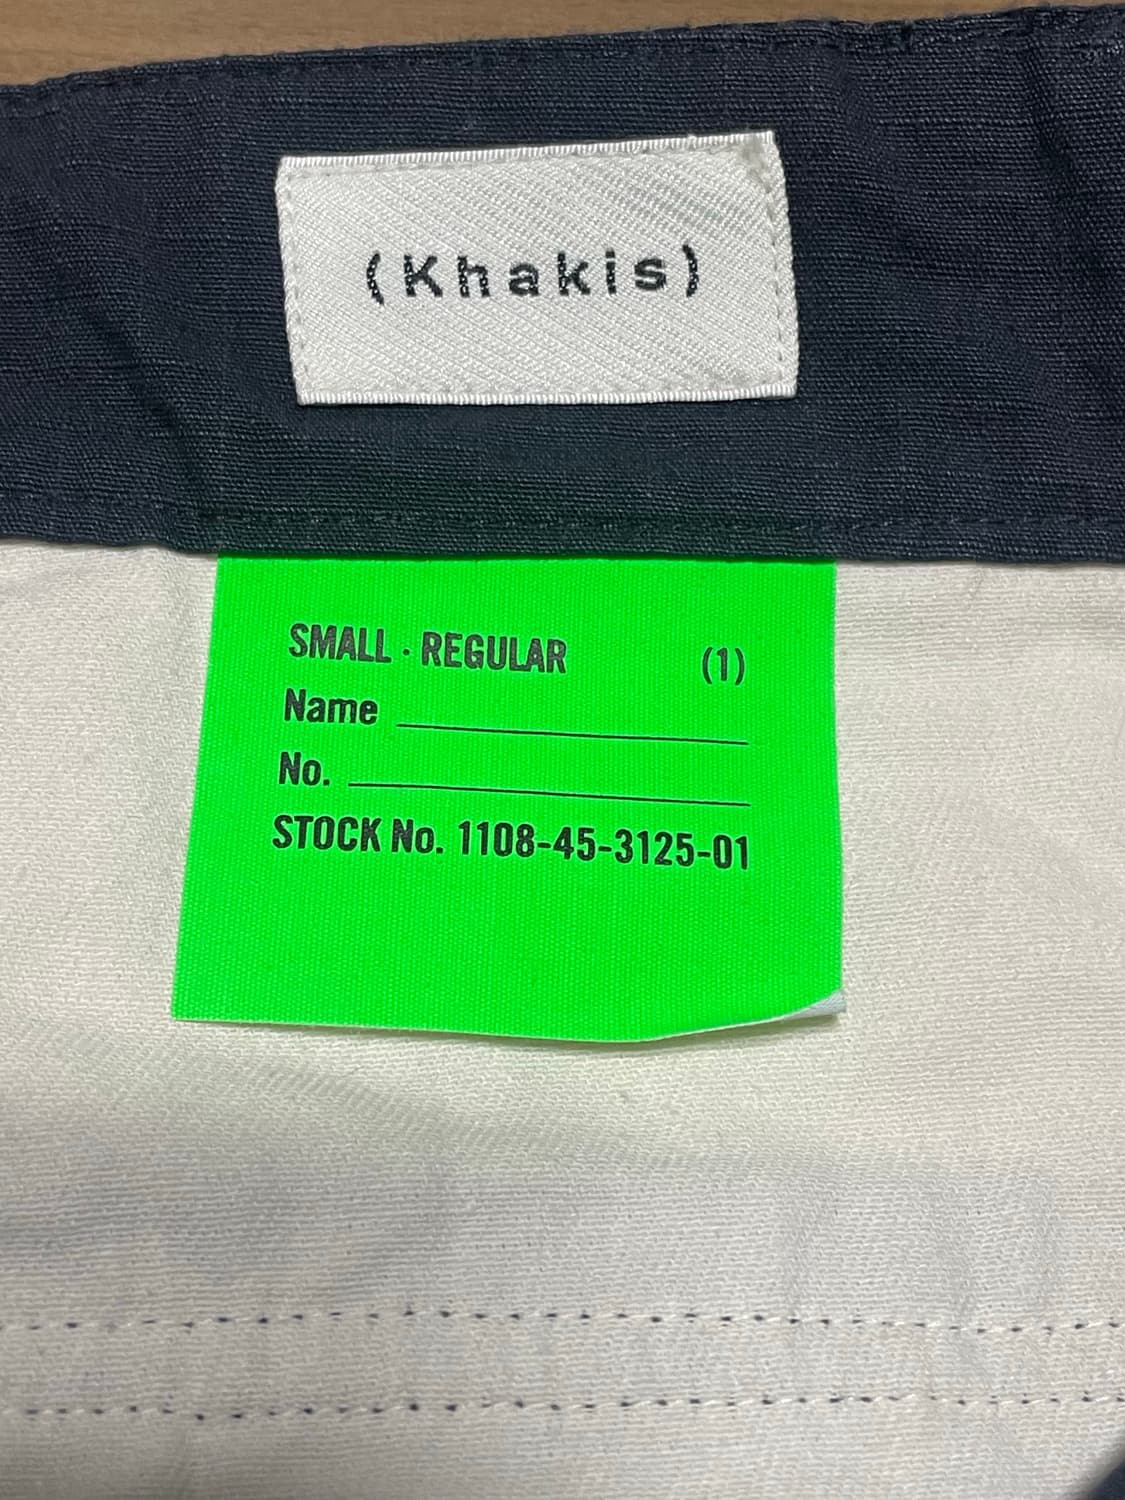 (Khakis)
SMALL · REGULAR (1)
Name
No.
STOCK No. 1108-45-3125-01